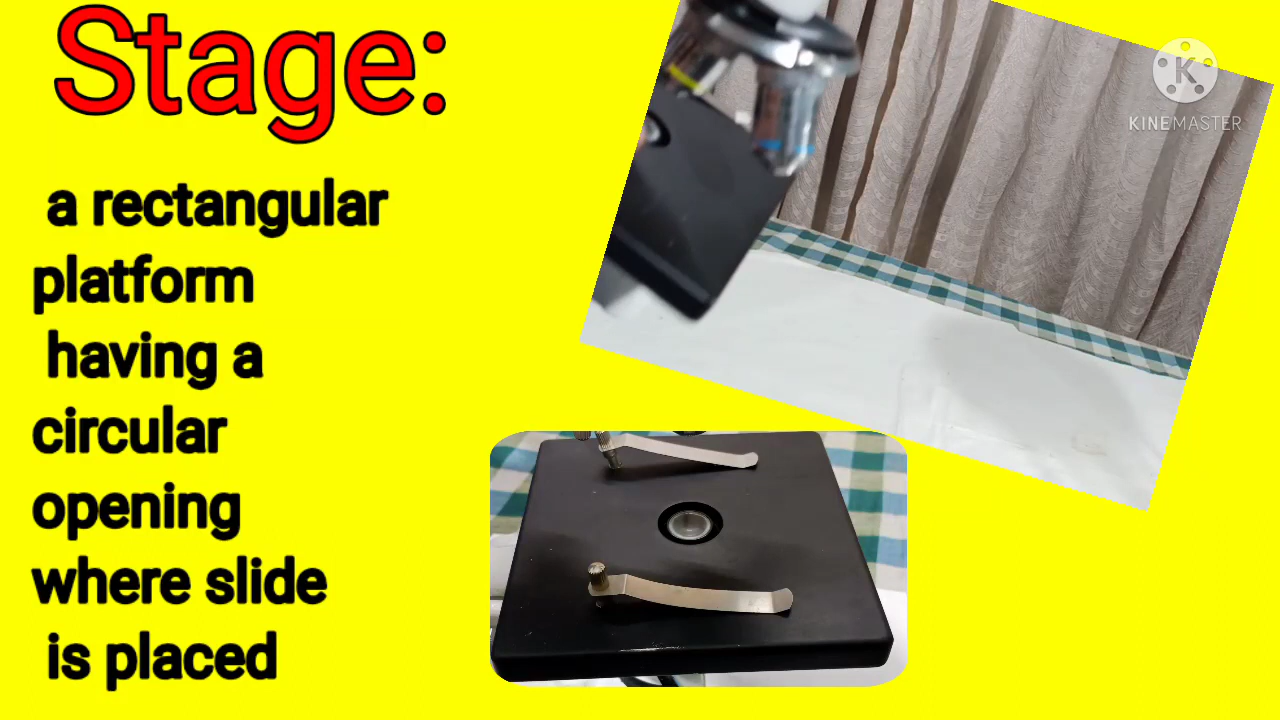 Stage:
a rectangular
platform
having a
circular
opening
where slide
is placed
K
KINEMASTER